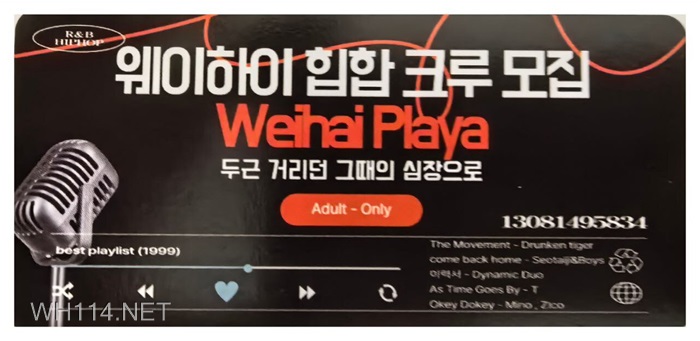 R&B
HIPHOP
웨이하이 힙합 크루 모집
Weihai Playa
두근 거리던 그때의 심장으로
Adult - Only
13081495834
best playlist (1999)
The Movement - Drunken tiger
come back home - Seotaiji&Boys
이력서 - Dynamic Duo
As Time Goes By - T
Okey Dokey - Mino, Zico
WH114.NET